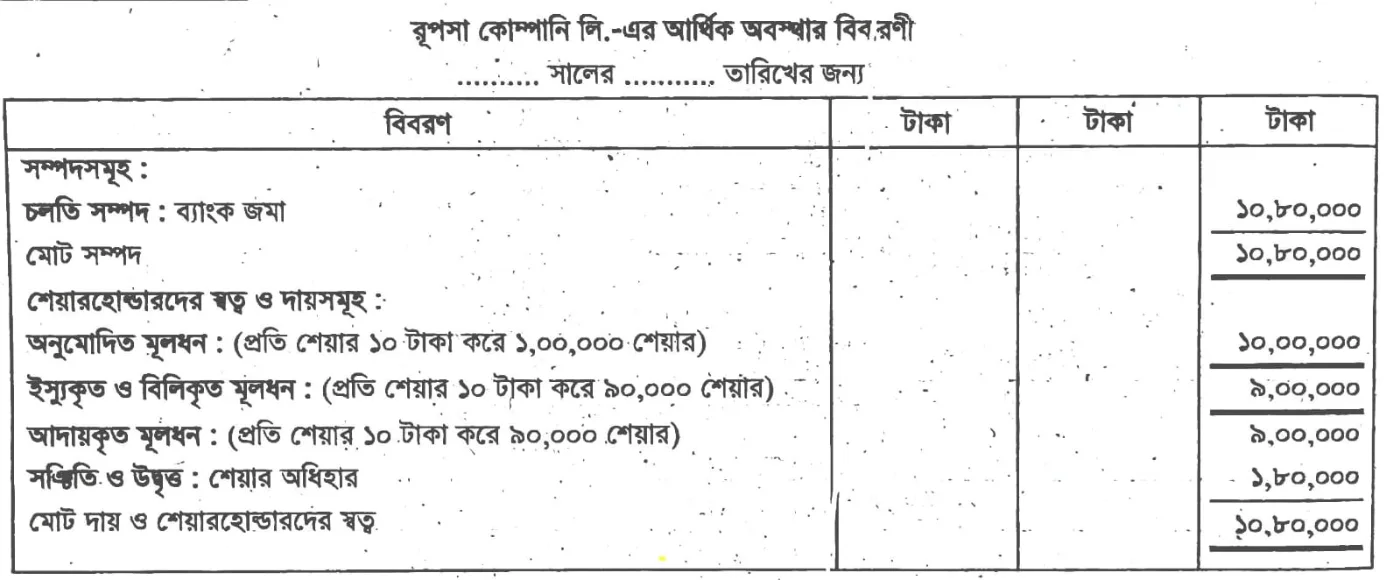 রূপসা কোম্পানি লি.-এর আর্থিক অবস্থার বিবরণী
.......... সালের ........... তারিখের জন্য
বিবরণ টাকা টাকা টাকা
সম্পদসমূহ :
চলতি সম্পদ : ব্যাংক জমা ১০,৮০,০০০
মোট সম্পদ ১০,৮০,০০০
শেয়ারহোল্ডারদের স্বত্ব ও দায়সমূহ :
অনুমোদিত মূলধন : (প্রতি শেয়ার ১০ টাকা করে ১,০০,০০০ শেয়ার) ১০,০০,০০০
ইস্যুকৃত ও বিলিকৃত মূলধন : (প্রতি শেয়ার ১০ টাকা করে ৯০,০০০ শেয়ার) ৯,০০,০০০
আদায়কৃত মূলধন : (প্রতি শেয়ার ১০ টাকা করে ৯০,০০০ শেয়ার) ৯,০০,০০০
সঞ্চিতি ও উদ্বৃত্ত : শেয়ার অধিহার ১,৮০,০০০
মোট দায় ও শেয়ারহোল্ডারদের স্বত্ব ১০,৮০,০০০